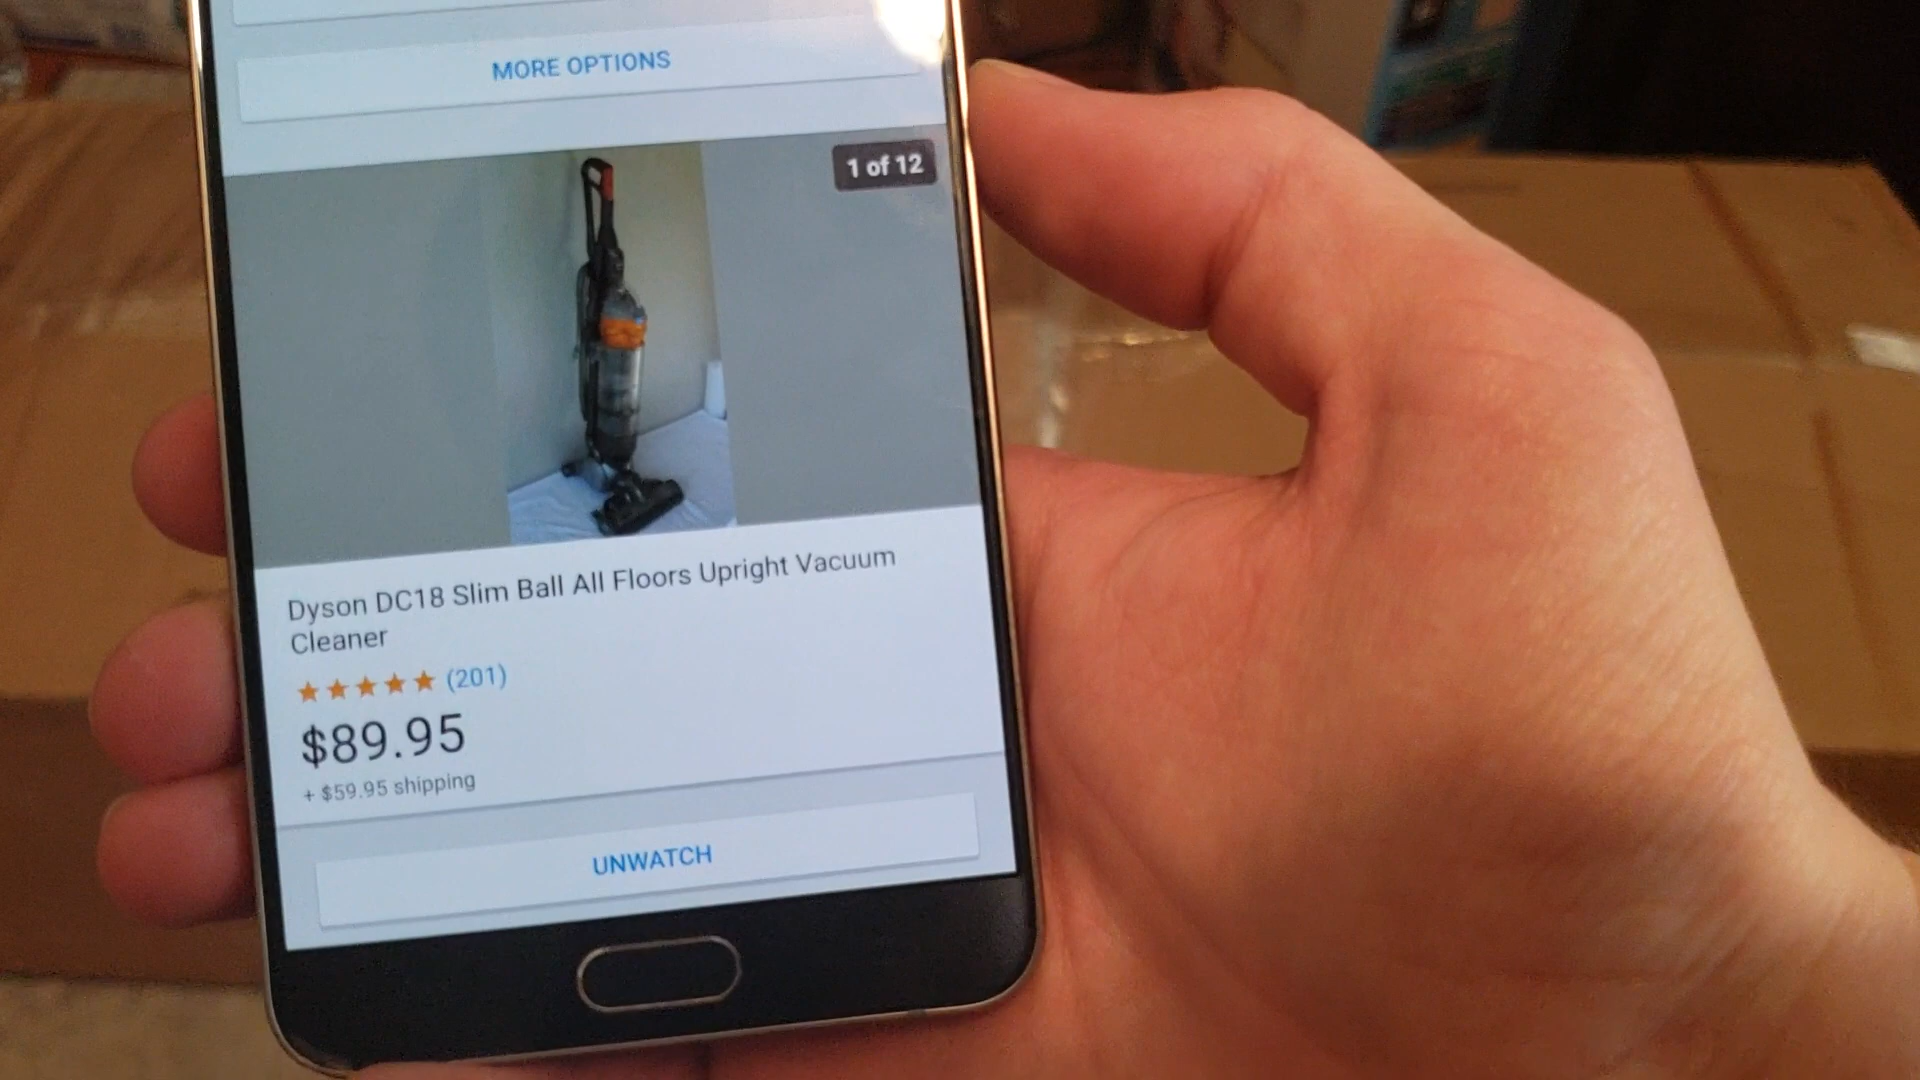 MORE OPTIONS
1 of 12
Dyson DC18 Slim Ball All Floors Upright Vacuum
Cleaner
(201)
$89.95
+ $59.95 shipping
UNWATCH